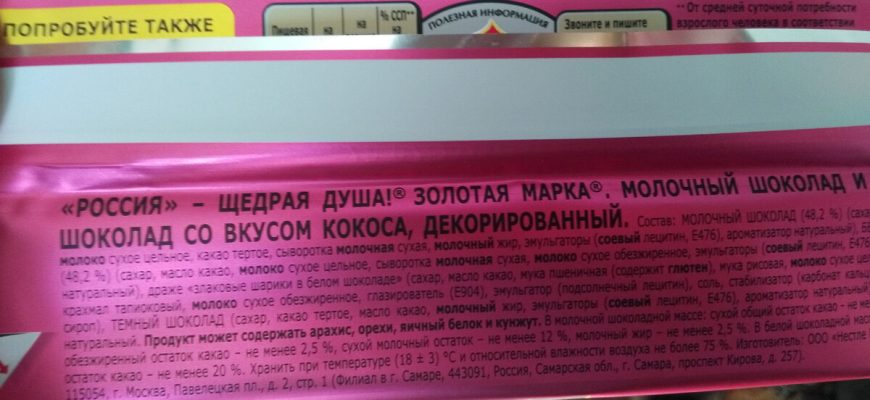 ПОПРОБУЙТЕ ТАКЖЕ
Пищевая на на % ССП**
на
ПОЛЕЗНАЯ ИНФОРМАЦИЯ
Звоните и пишите
**От средней суточной потребности
взрослого человека в соответствии
«РОССИЯ» – ЩЕДРАЯ ДУША!® ЗОЛОТАЯ МАРКА®. МОЛОЧНЫЙ ШОКОЛАД И
ШОКОЛАД СО ВКУСОМ КОКОСА, ДЕКОРИРОВАННЫЙ. Состав: МОЛОЧНЫЙ ШОКОЛАД (48,2 %) (саха
молоко сухое цельное, какао тертое, сыворотка молочная сухая, молочный жир, эмульгаторы (соевый лецитин, Е476), ароматизатор натуральный), БЕ
(48,2 %) (сахар, масло какао, молоко сухое цельное, сыворотка молочная сухая, молоко сухое обезжиренное, эмульгаторы (соевый лецитин, Е476
натуральный), драже «злаковые шарики в белом шоколаде» (сахар, масло какао, мука пшеничная (содержит глютен), мука рисовая, молоко сухое цел
крахмал тапиоковый, молоко сухое обезжиренное, глазирователь (Е904), эмульгатор (подсолнечный лецитин), соль, стабилизатор (карбонат кальц
сироп), ТЕМНЫЙ ШОКОЛАД (сахар, какао тертое, масло какао, молочный жир, эмульгаторы (соевый лецитин, Е476), ароматизатор натуральный
натуральный. Продукт может содержать арахис, орехи, яичный белок и кунжут. В молочной шоколадной массе: сухой общий остаток какао – не ме
обезжиренный остаток какао – не менее 2,5 %, сухой молочный остаток – не менее 12 %, молочный жир – не менее 2,5 %. В белой шоколадной мас
остаток какао – не менее 20 %. Хранить при температуре (18 ± 3) °С и относительной влажности воздуха не более 75 %. Изготовитель: ООО «Нестле
115054, г. Москва, Павелецкая пл., д. 2, стр. 1 (Филиал в г. Самаре, 443091, Россия, Самарская обл., г. Самара, проспект Кирова, д. 257).